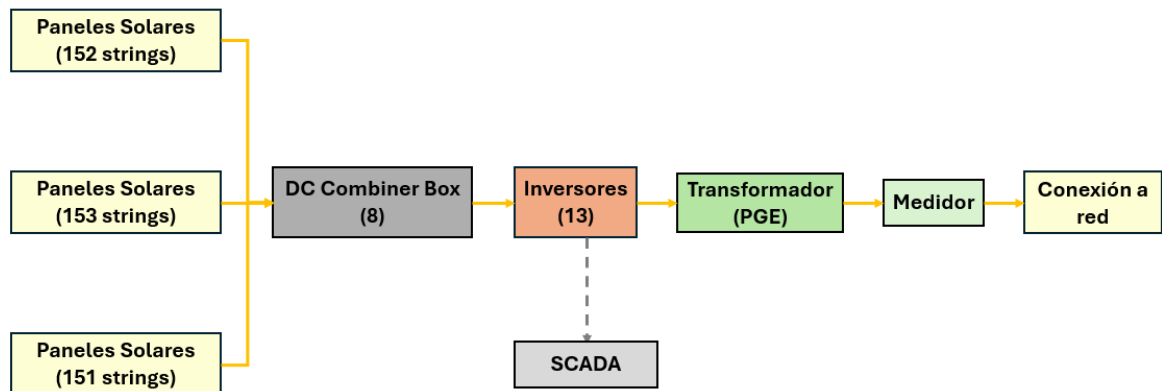 Paneles Solares
(152 strings)
Paneles Solares
(153 strings)
DC Combiner Box
(8)
Inversores
(13)
Transformador
(PGE)
Medidor
Conexión a
red
Paneles Solares
(151 strings)
SCADA